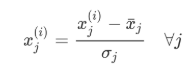 x_j^{(i)} = \frac{x_j^{(i)} - \bar{x}_j}{\sigma_j} \quad \forall j